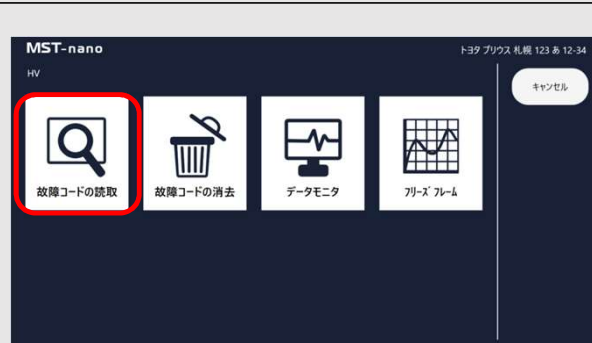 MST-nano
トヨタ プリウス 札幌 123 あ 12-34
HV
キャンセル
故障コードの読取
故障コードの消去
データモニタ
フリーズ フレーム